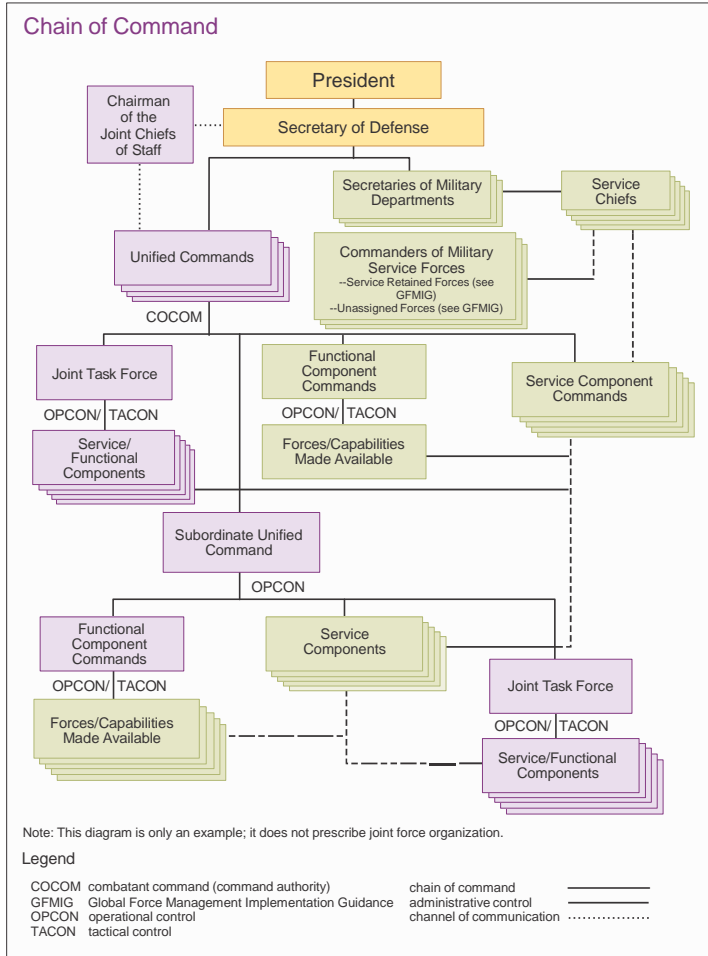 Chain of Command
President
Chairman
of the
Joint Chiefs
of Staff
Secretary of Defense
Secretaries of Military
Departments
Service
Chiefs
Unified Commands
Commanders of Military
Service Forces
--Service Retained Forces (see
GFMIG)
--Unassigned Forces (see GFMIG)
COCOM
Joint Task Force
Functional
Component
Commands
Service Component
Commands
OPCON/ TACON
OPCON/ TACON
Service/
Functional
Components
Forces/Capabilities
Made Available
Subordinate Unified
Command
OPCON
Functional
Component
Commands
Service
Components
Joint Task Force
OPCON/ TACON
OPCON/ TACON
Forces/Capabilities
Made Available
Service/Functional
Components
Note: This diagram is only an example; it does not prescribe joint force organization.
Legend
COCOM combatant command (command authority)
GFMIG Global Force Management Implementation Guidance
OPCON operational control
TACON tactical control
chain of command
administrative control
channel of communication